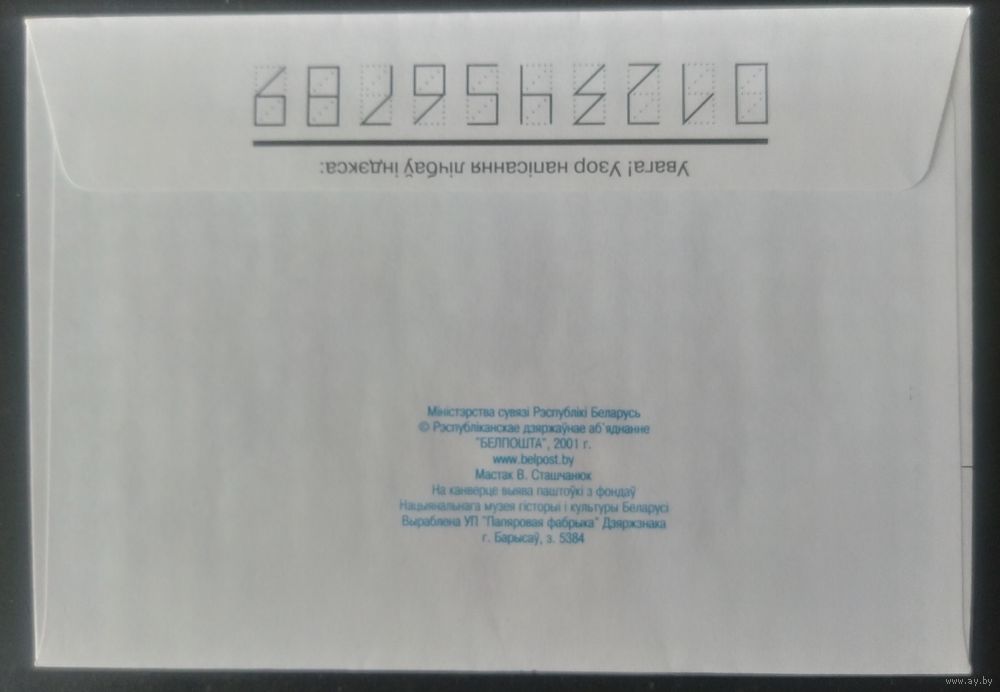 Увага! Узор напісання лічбаў індэкса:
0123456789
Міністэрства сувязі Рэспублікі Беларусь
© Рэспубліканскае дзяржаўнае аб'яднанне
"БЕЛПОШТА", 2001 г.
www.belpost.by
Мастак В. Сташчанюк
На канверце выява паштоўкі з фондаў
Нацыянальнага музея гісторыі і культуры Беларусі
Выраблена УП "Папяровая фабрыка" Дзяржзнака
г. Барысаў, з. 5384
www.ay.by